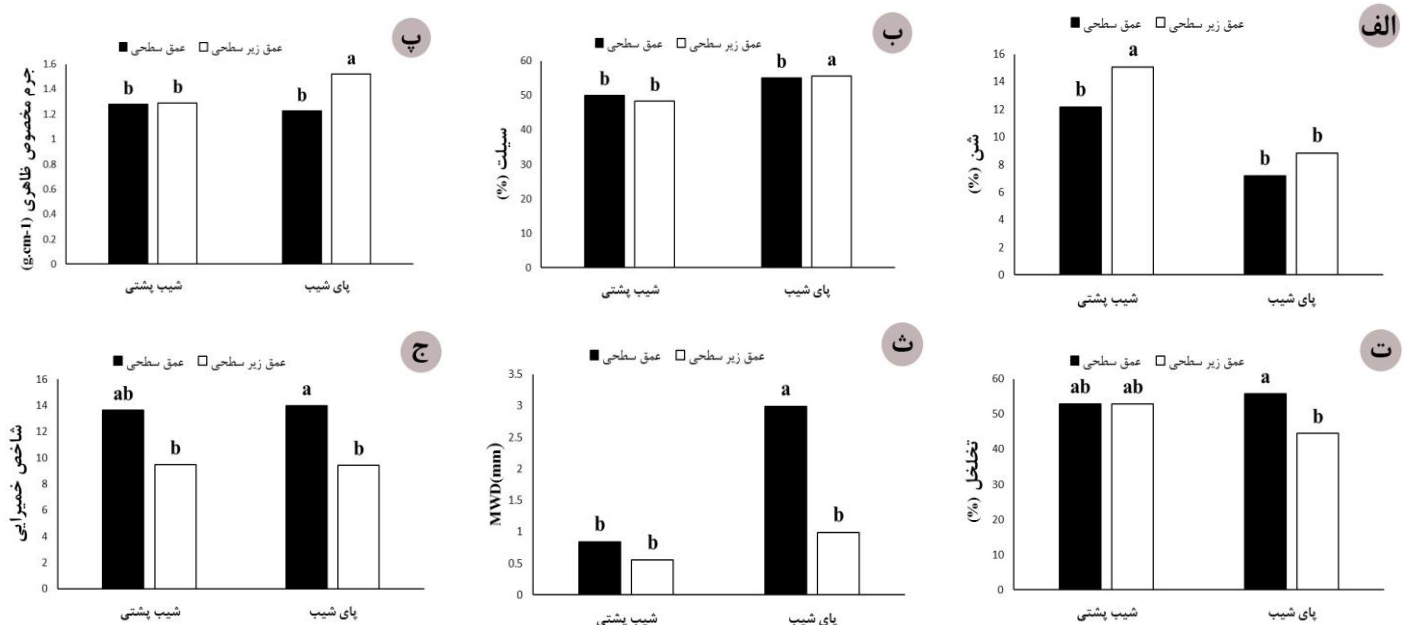 الف
■ عمق سطحی □ عمق زیر سطحی
شن (%)
16
14
12
10
8
6
4
2
0
b
a
b
b
شیب پشتی
پای شیب
ب
■ عمق سطحی □ عمق زیر سطحی
سیلت (%)
60
50
40
30
20
10
0
b
b
b
a
شیب پشتی
پای شیب
پ
■ عمق سطحی □ عمق زیر سطحی
جرم مخصوص ظاهری (g.cm-1)
1.6
1.4
1.2
1
0.8
0.6
0.4
0.2
0
b
b
b
a
شیب پشتی
پای شیب
ت
■ عمق سطحی □ عمق زیر سطحی
تخلخل (%)
60
50
40
30
20
10
0
ab
ab
a
b
شیب پشتی
پای شیب
ث
■ عمق سطحی □ عمق زیر سطحی
MWD(mm)
3.5
3
2.5
2
1.5
1
0.5
0
b
b
a
b
شیب پشتی
پای شیب
ج
■ عمق سطحی □ عمق زیر سطحی
شاخص خمیرایی
16
14
12
10
8
6
4
2
0
ab
b
a
b
شیب پشتی
پای شیب